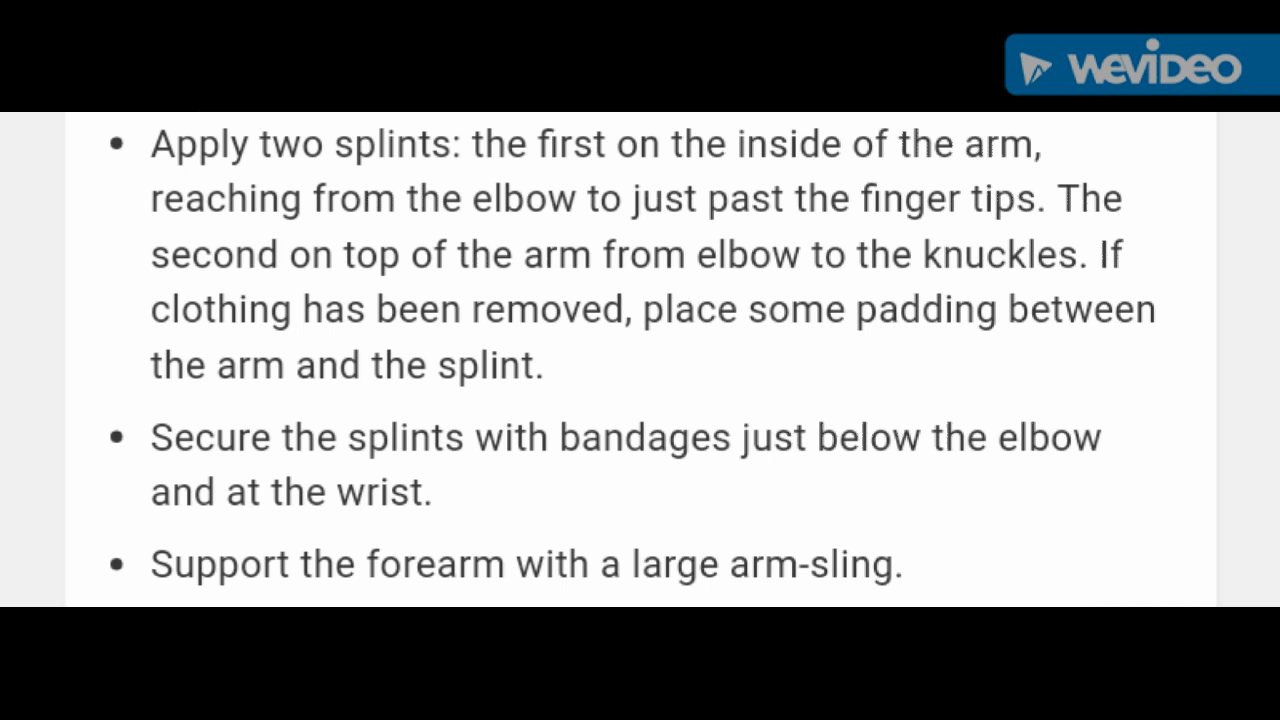 WEVIDEO
• Apply two splints: the first on the inside of the arm,
reaching from the elbow to just past the finger tips. The
second on top of the arm from elbow to the knuckles. If
clothing has been removed, place some padding between
the arm and the splint.
• Secure the splints with bandages just below the elbow
and at the wrist.
• Support the forearm with a large arm-sling.